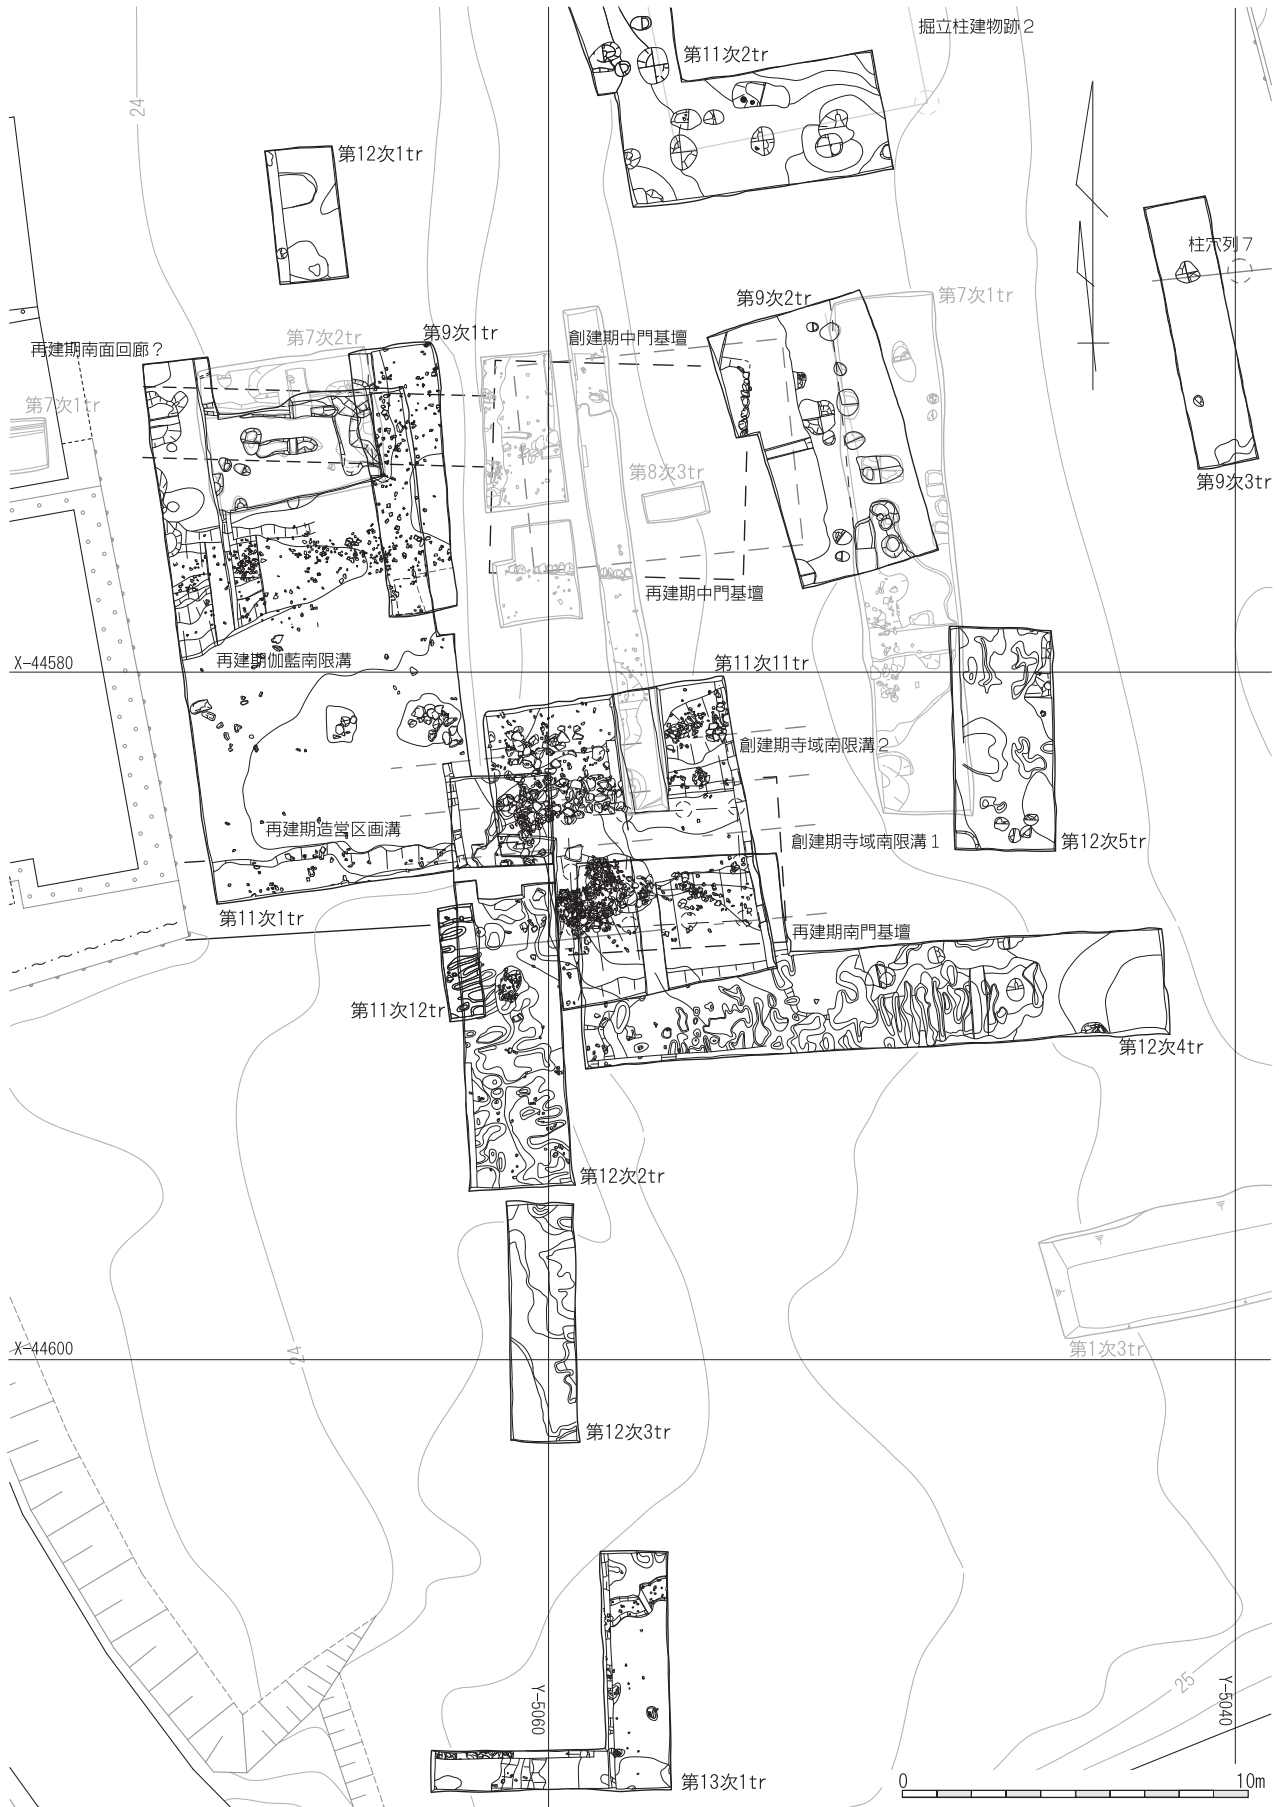 掘立柱建物跡2
第11次2tr
24
第12次1tr
柱穴列7
第9次2tr
第7次1tr
第7次2tr
第9次1tr
創建期中門基壇
再建期南面回廊?
第7次1tr
第8次3tr
第9次3tr
再建期中門基壇
X-44580
再建期伽藍南限溝
第11次11tr
創建期寺域南限溝2
再建期造営区画溝
創建期寺域南限溝1
第12次5tr
第11次1tr
再建期南門基壇
第11次12tr
第12次4tr
第12次2tr
X-44600
24
第1次3tr
第12次3tr
Y-5060
25
Y-5040
第13次1tr
0
10m